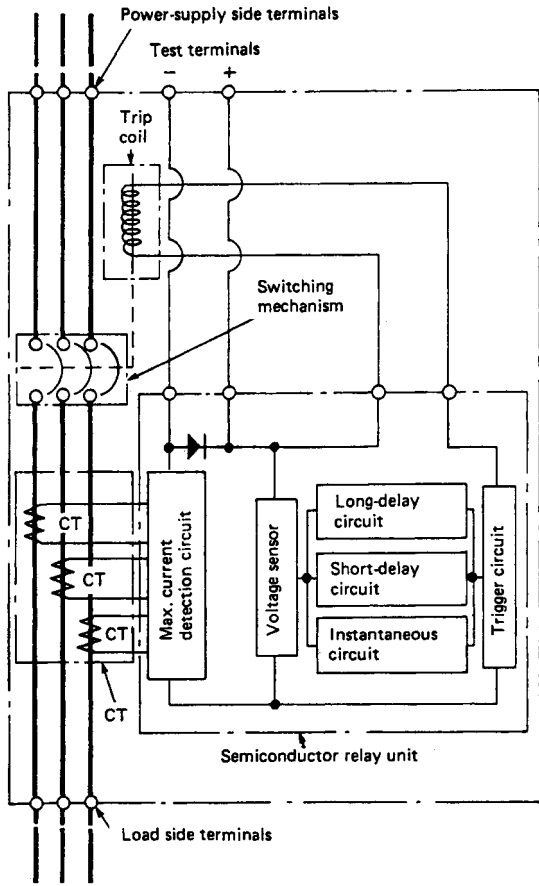 Power-supply side terminals
Test terminals
− +
Trip
coil
Switching
mechanism
CT
CT
CT
CT
Max. current
detection circuit
Voltage sensor
Long-delay
circuit
Short-delay
circuit
Instantaneous
circuit
Trigger circuit
Semiconductor relay unit
Load side terminals